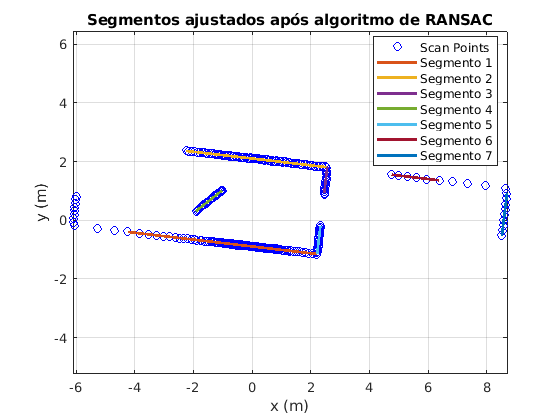 Segmentos ajustados após algoritmo de RANSAC
Scan Points
Segmento 1
Segmento 2
Segmento 3
Segmento 4
Segmento 5
Segmento 6
Segmento 7
6
4
2
0
-2
-4
y (m)
-6 -4 -2 0 2 4 6 8
x (m)